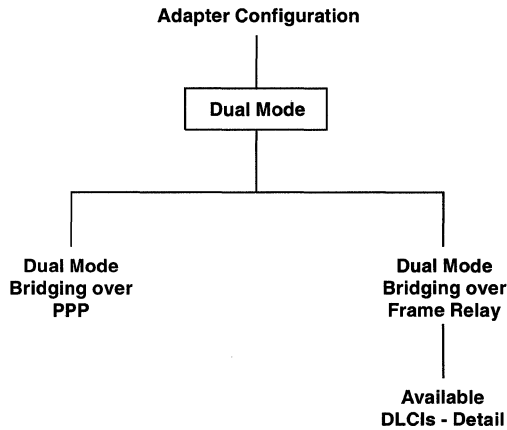 Adapter Configuration
Dual Mode
Dual Mode
Bridging over
PPP
Dual Mode
Bridging over
Frame Relay
Available
DLCIs - Detail